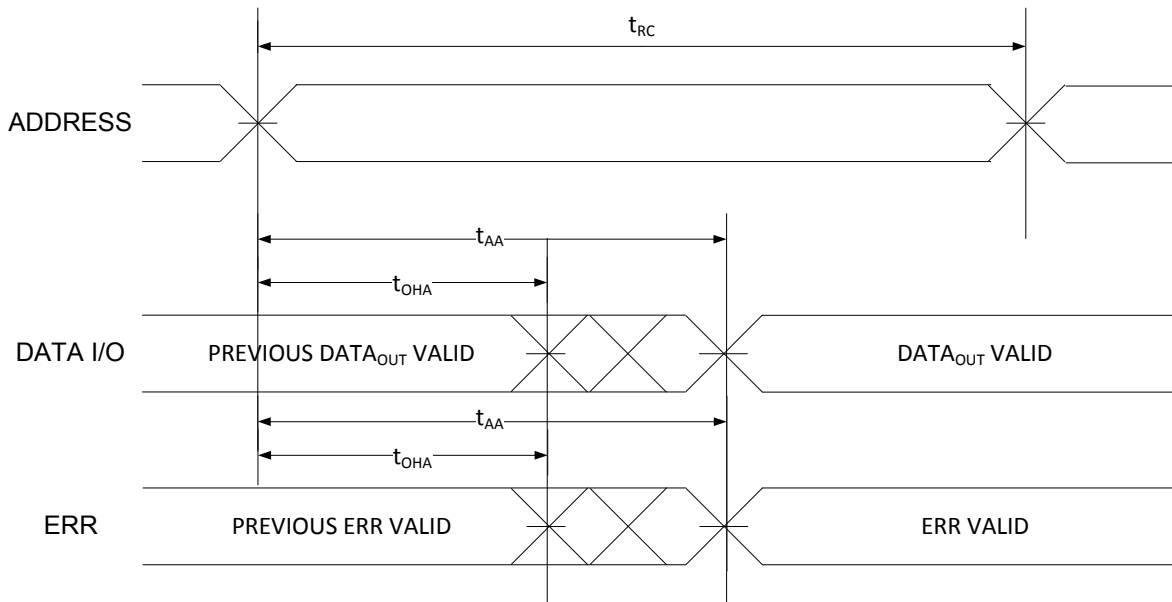 tRC
ADDRESS
tAA
tOHA
DATA I/O PREVIOUS DATAOUT VALID DATAOUT VALID
tAA
tOHA
ERR PREVIOUS ERR VALID ERR VALID